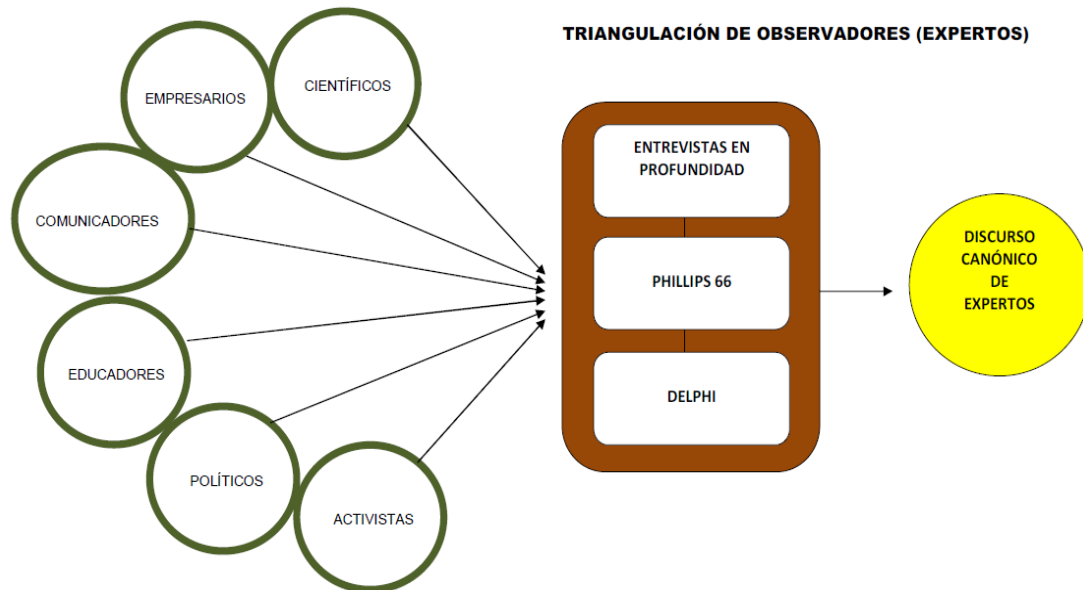 TRIANGULACIÓN DE OBSERVADORES (EXPERTOS)
CIENTÍFICOS
EMPRESARIOS
COMUNICADORES
EDUCADORES
POLÍTICOS
ACTIVISTAS
ENTREVISTAS EN
PROFUNDIDAD
PHILLIPS 66
DELPHI
DISCURSO
CANÓNICO
DE
EXPERTOS